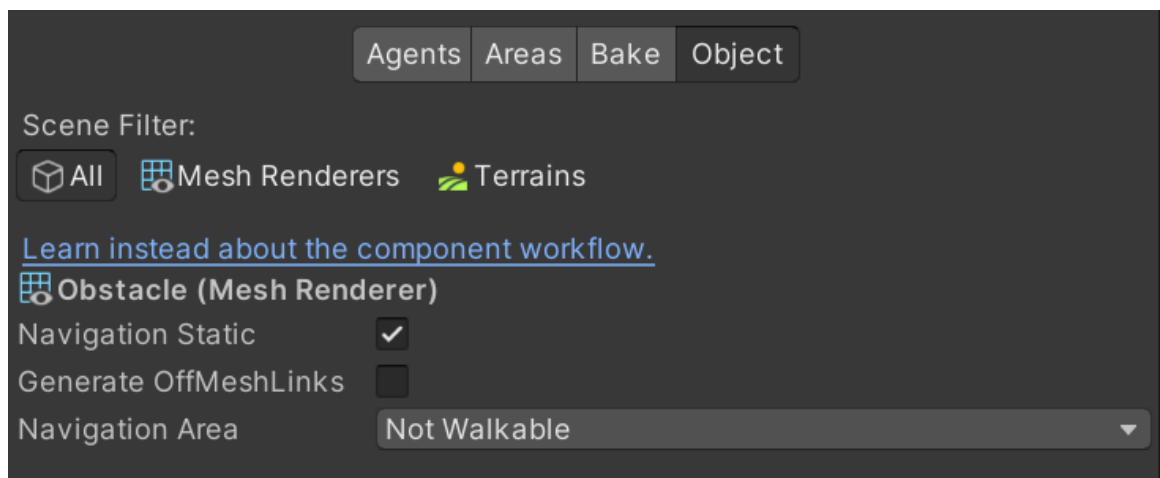 Agents Areas Bake Object
Scene Filter:
All Mesh Renderers Terrains
Learn instead about the component workflow.
Obstacle (Mesh Renderer)
Navigation Static
Generate OffMeshLinks
Navigation Area Not Walkable